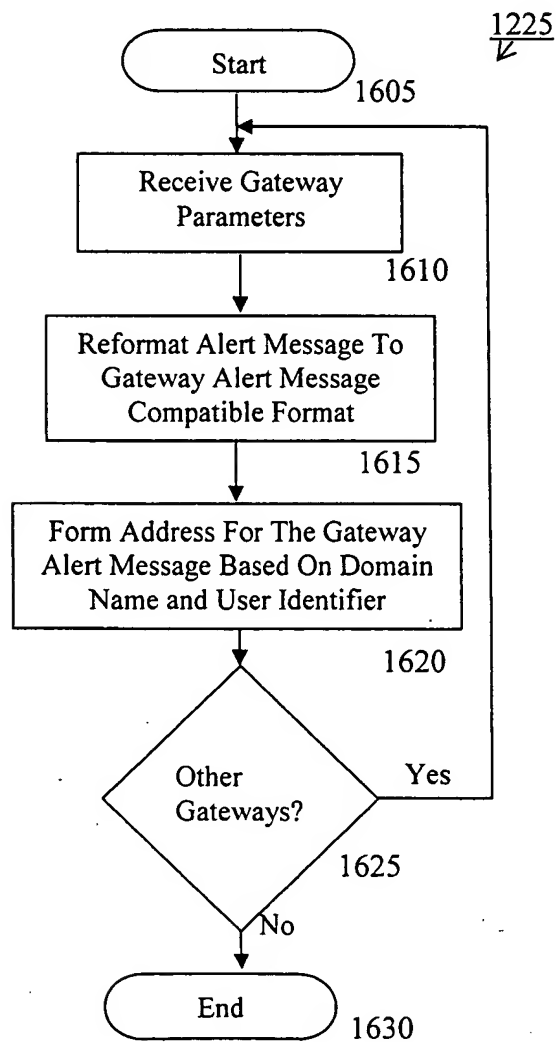 1225
Start
1605
Receive Gateway
Parameters
1610
Reformat Alert Message To
Gateway Alert Message
Compatible Format
1615
Form Address For The Gateway
Alert Message Based On Domain
Name and User Identifier
1620
Other
Gateways?
Yes
1625
No
End
1630